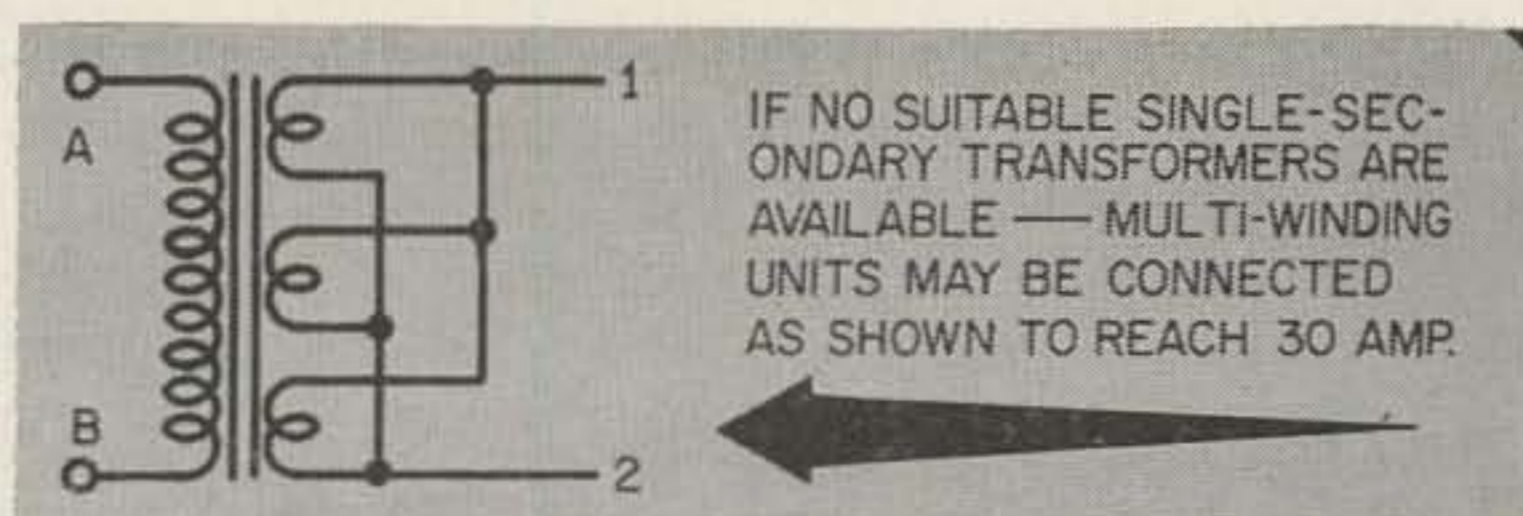 A
B
1
2
IF NO SUITABLE SINGLE-SEC-
ONDARY TRANSFORMERS ARE
AVAILABLE — MULTI-WINDING
UNITS MAY BE CONNECTED
AS SHOWN TO REACH 30 AMP.